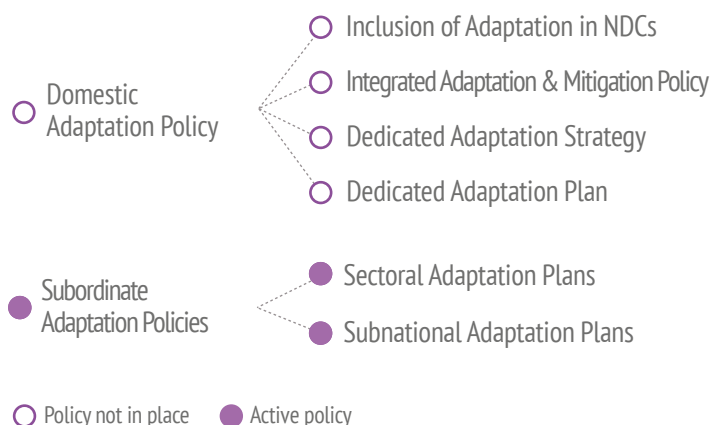 Domestic
Adaptation Policy
Inclusion of Adaptation in NDCs
Integrated Adaptation & Mitigation Policy
Dedicated Adaptation Strategy
Dedicated Adaptation Plan
Subordinate
Adaptation Policies
Sectoral Adaptation Plans
Subnational Adaptation Plans
Policy not in place
Active policy